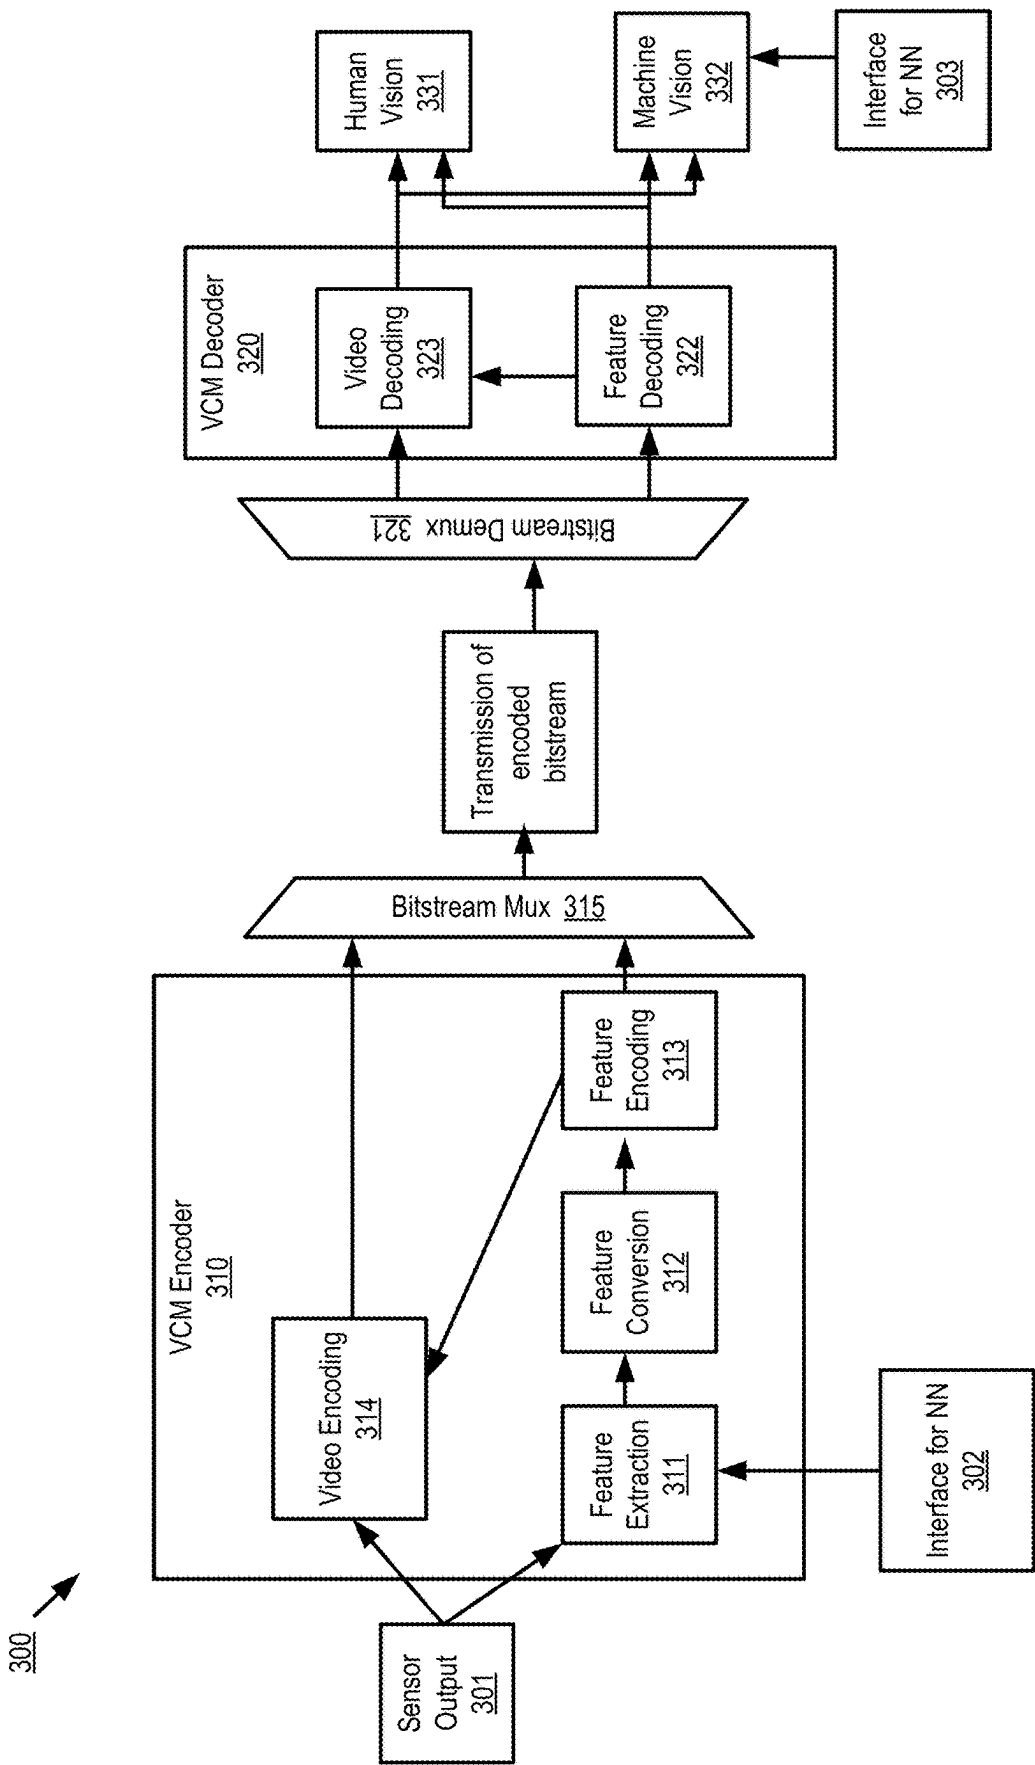 300
Sensor
Output
301
VCM Encoder
310
Video Encoding
314
Feature
Extraction
311
Feature
Conversion
312
Feature
Encoding
313
Interface for NN
302
Bitstream Mux 315
Transmission of
encoded
bitstream
Bitstream Demux 321
VCM Decoder
320
Video
Decoding
323
Feature
Decoding
322
Human
Vision
331
Machine
Vision
332
Interface
for NN
303